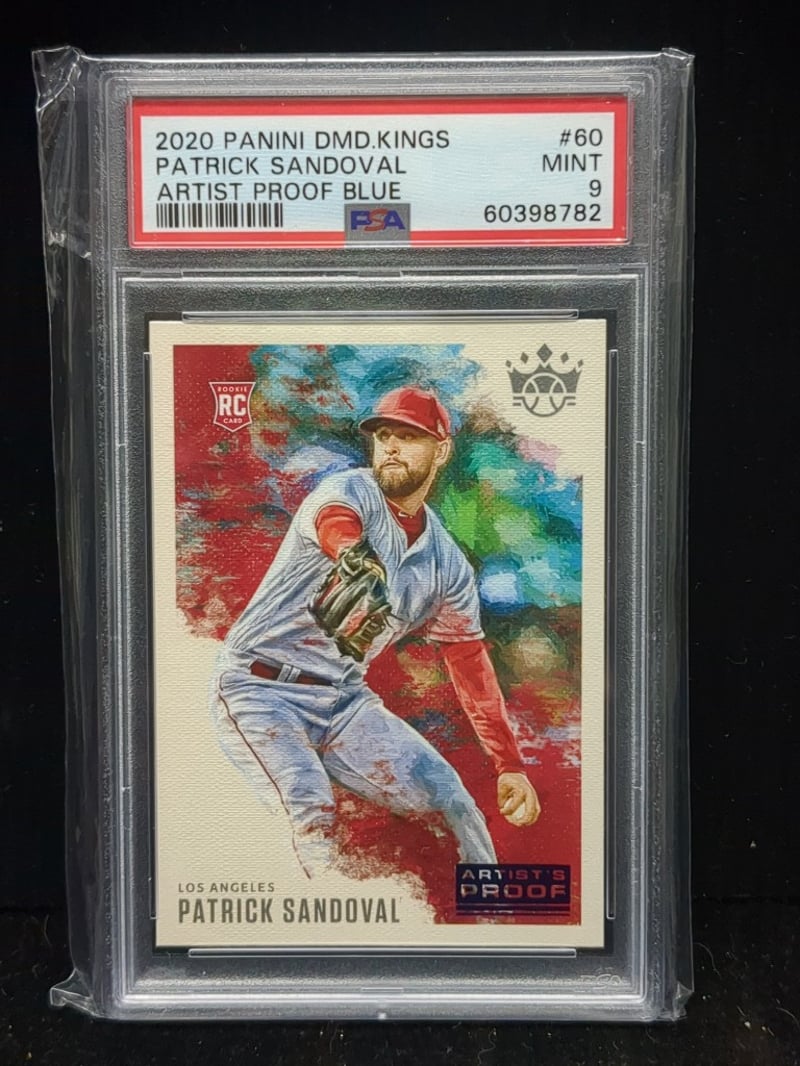 2020 PANINI DMD.KINGS #60
PATRICK SANDOVAL MINT
ARTIST PROOF BLUE 9
PSA 60398782
ROOKIE
RC
CARD
ARTIST'S
PROOF
LOS ANGELES
PATRICK SANDOVAL